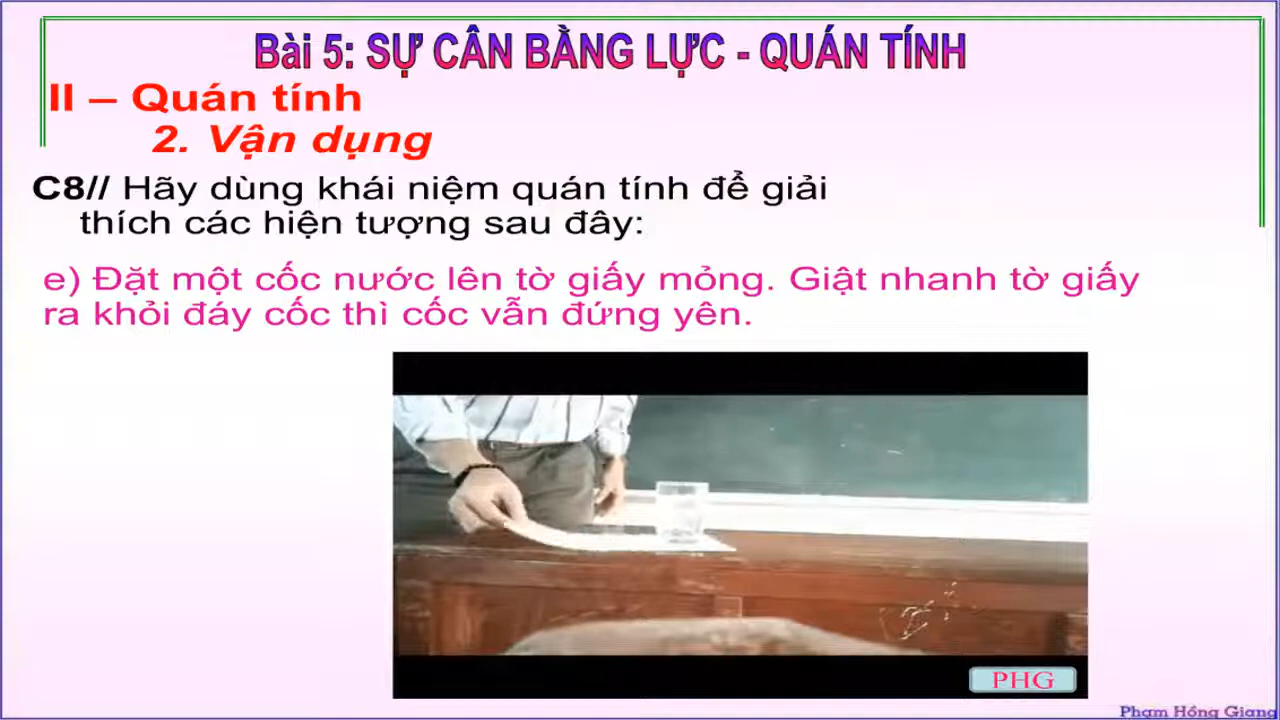 Bài 5: SỰ CÂN BẰNG LỰC - QUÁN TÍNH
II – Quán tính
2. Vận dụng
C8// Hãy dùng khái niệm quán tính để giải
thích các hiện tượng sau đây:
e) Đặt một cốc nước lên tờ giấy mỏng. Giật nhanh tờ giấy
ra khỏi đáy cốc thì cốc vẫn đứng yên.
PHG
Phạm Hồng Giang